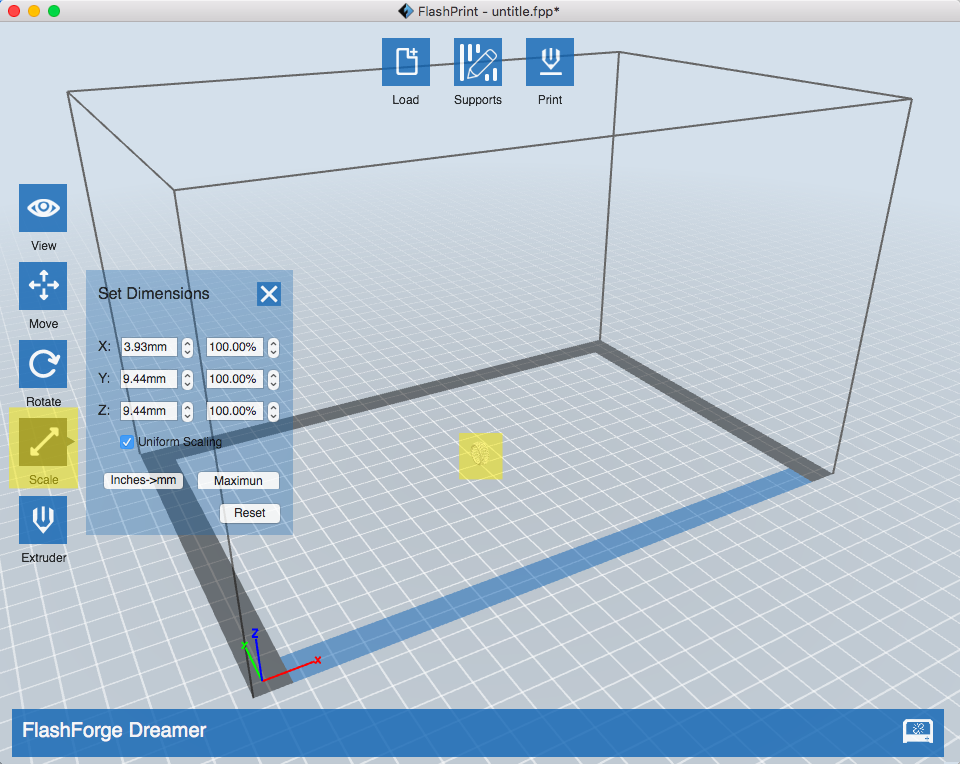 FlashPrint - untitle.fpp*
Load
Supports
Print
View
Move
Rotate
Scale
Extruder
Set Dimensions
X: 3.93mm 100.00%
Y: 9.44mm 100.00%
Z: 9.44mm 100.00%
Uniform Scaling
Inches->mm Maximun
Reset
Z
Y
X
FlashForge Dreamer